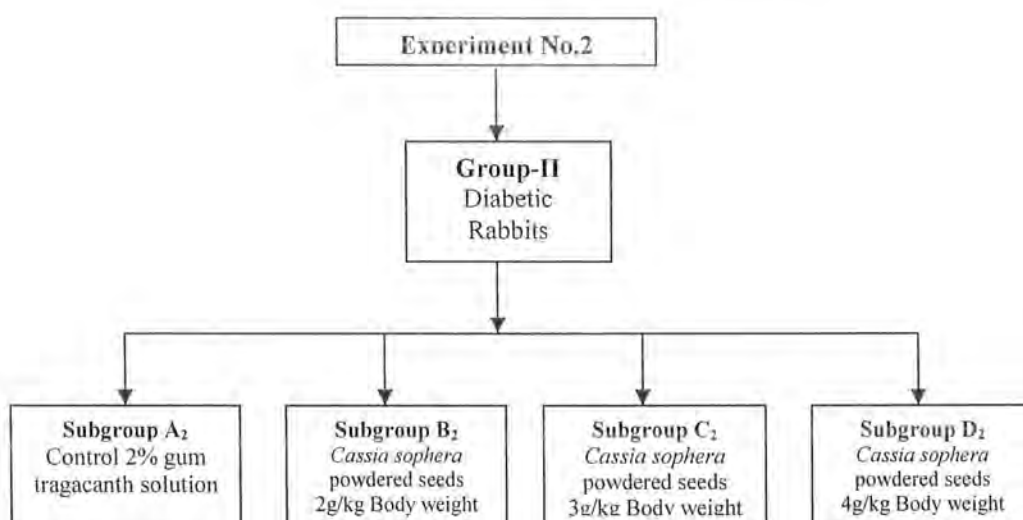 Experiment No.2
Group-II
Diabetic
Rabbits
Subgroup A₂
Control 2% gum
tragacanth solution
Subgroup B₂
Cassia sophera
powdered seeds
2g/kg Body weight
Subgroup C₂
Cassia sophera
powdered seeds
3g/kg Body weight
Subgroup D₂
Cassia sophera
powdered seeds
4g/kg Body weight